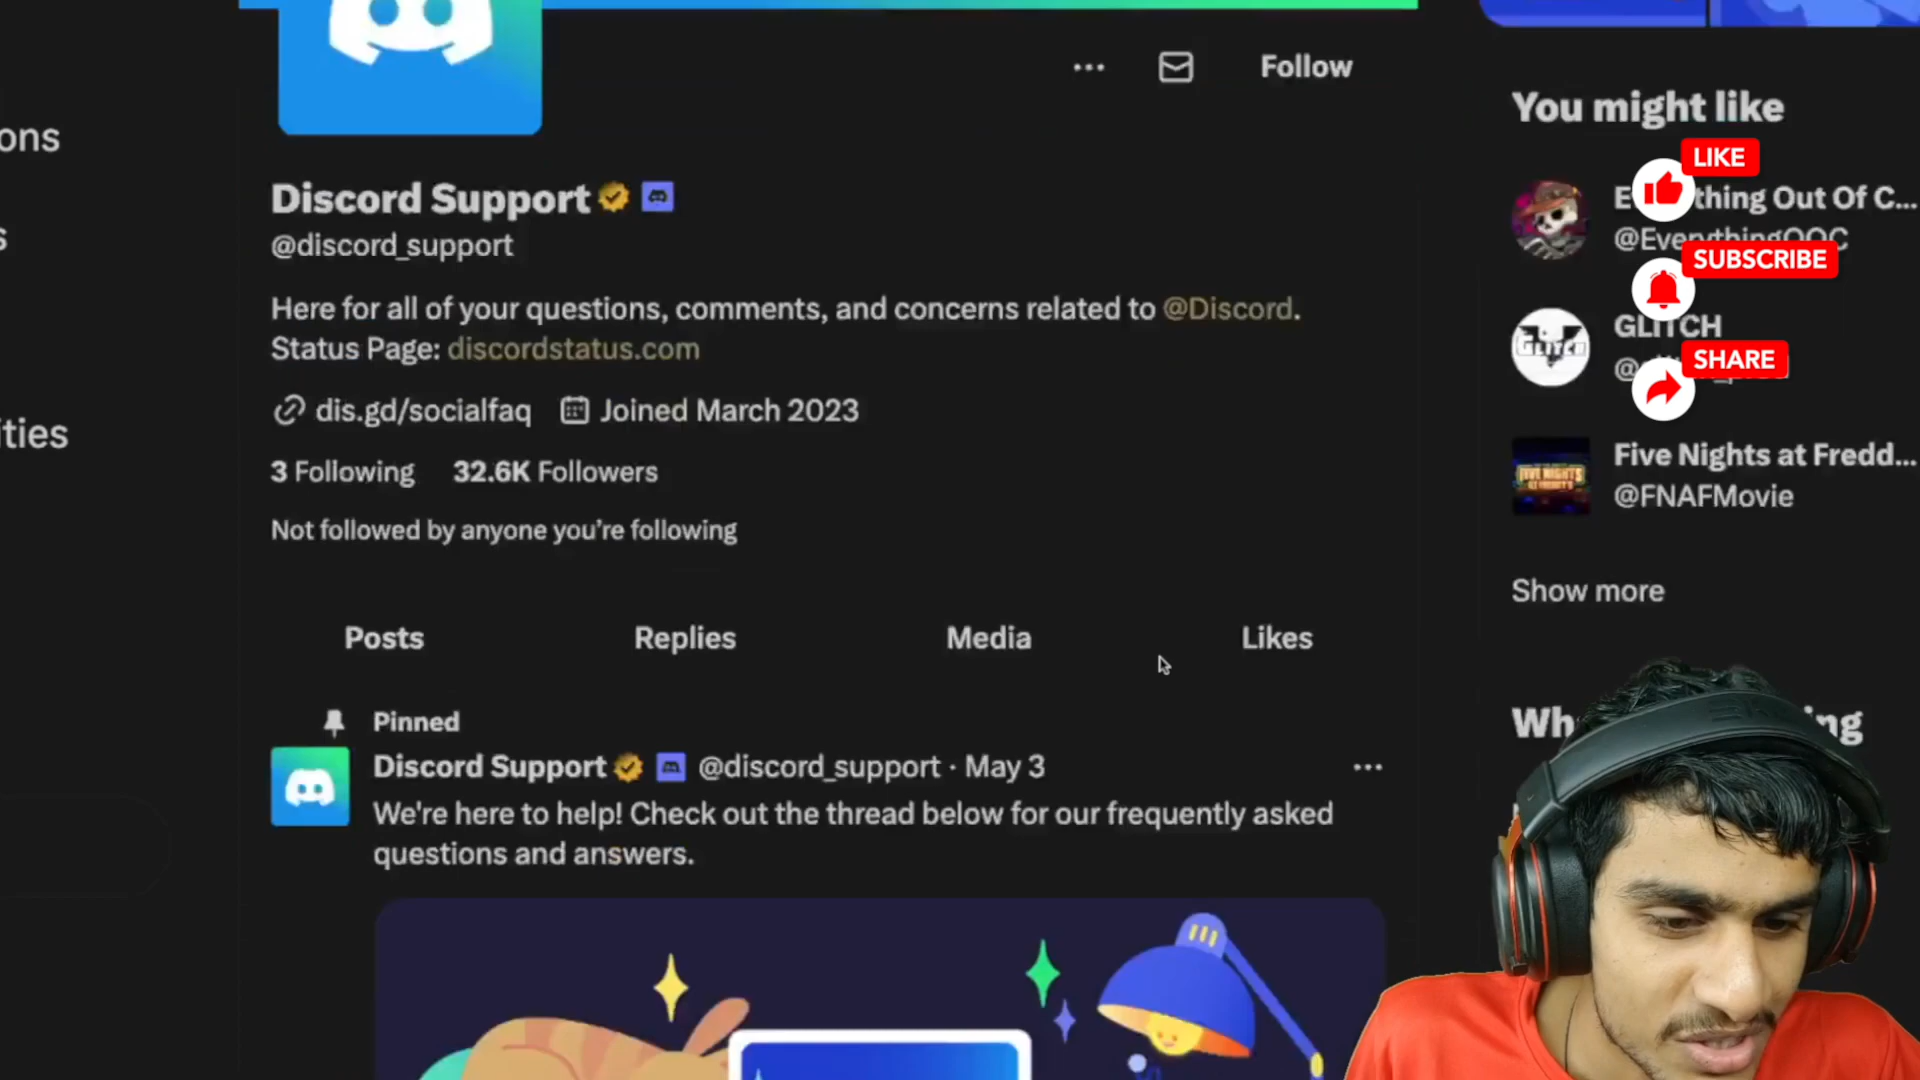 Follow
ons
You might like
LIKE
thing Out Of C...
SUBSCRIBE
GLITCH
SHARE
Five Nights at Fredd...
@FNAFMovie
Show more
ties
Discord Support
@discord_support
Here for all of your questions, comments, and concerns related to @Discord.
Status Page: discordstatus.com
dis.gd/socialfaq Joined March 2023
3 Following 32.6K Followers
Not followed by anyone you're following
Posts Replies Media Likes
Pinned
Discord Support @discord_support · May 3
We're here to help! Check out the thread below for our frequently asked
questions and answers.